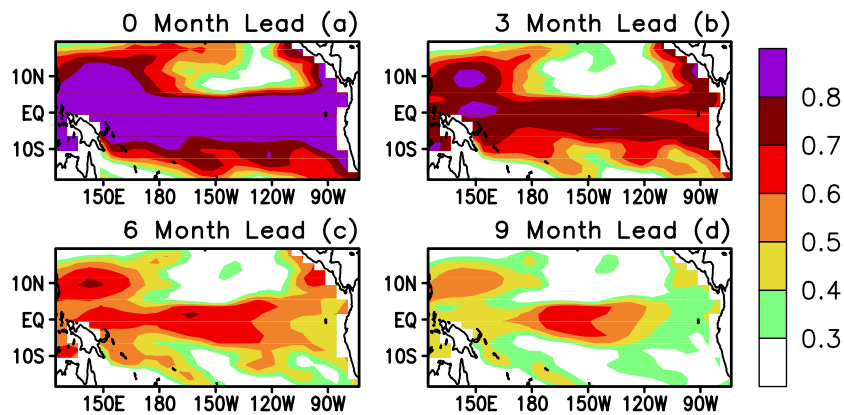 0 Month Lead (a)
3 Month Lead (b)
10N
EQ
10S
150E 180 150W 120W 90W
10N
EQ
10S
150E 180 150W 120W 90W
6 Month Lead (c)
9 Month Lead (d)
10N
EQ
10S
150E 180 150W 120W 90W
10N
EQ
10S
150E 180 150W 120W 90W
0.8
0.7
0.6
0.5
0.4
0.3